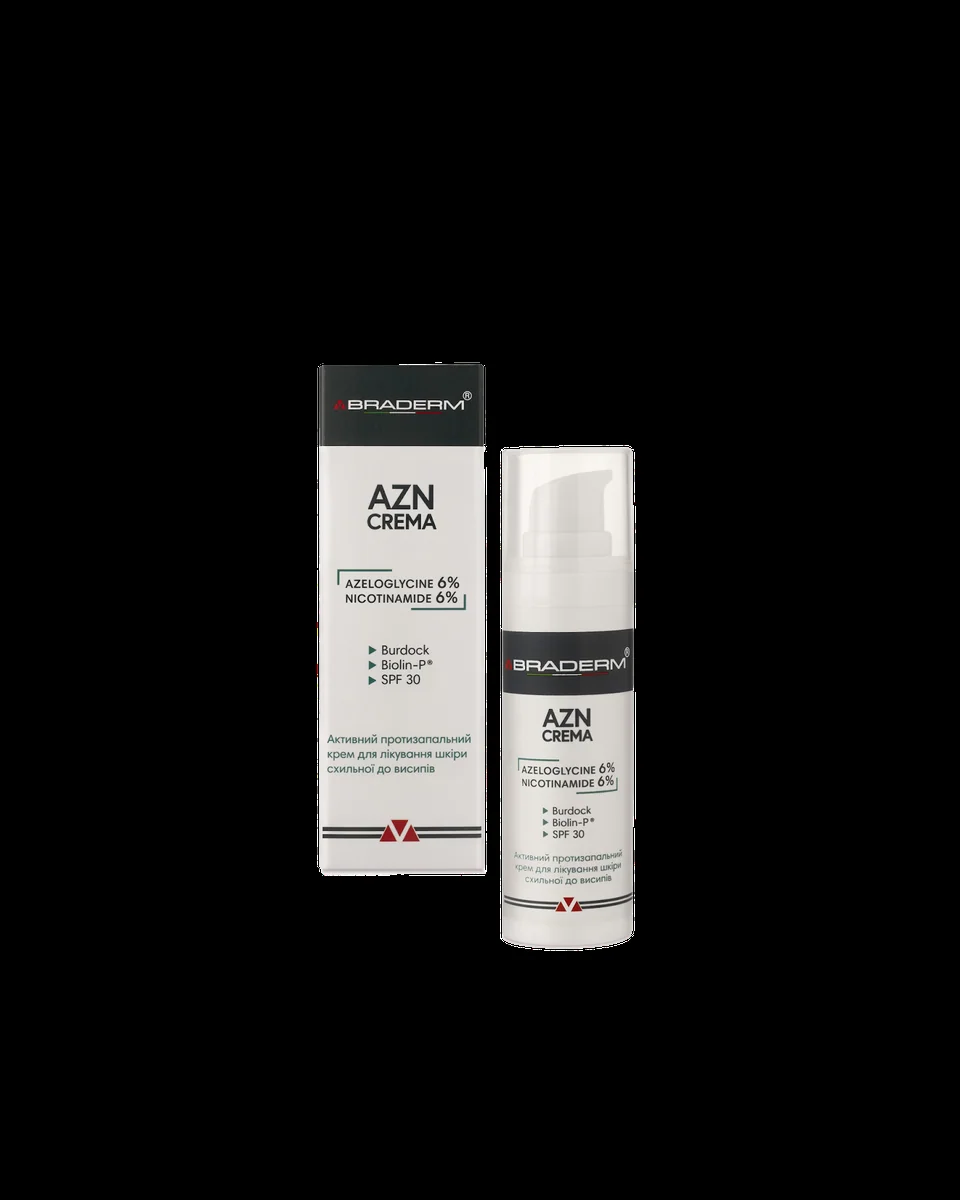 BRADERM®
AZN
CREMA
AZELOGLYCINE 6%
NICOTINAMIDE 6%
Burdock
Biolin-P®
SPF 30
Активний протизапальний
крем для лікування шкіри
схильної до висипів
BRADERM®
AZN
CREMA
AZELOGLYCINE 6%
NICOTINAMIDE 6%
Burdock
Biolin-P®
SPF 30
Активний протизапальний
крем для лікування шкіри
схильної до висипів